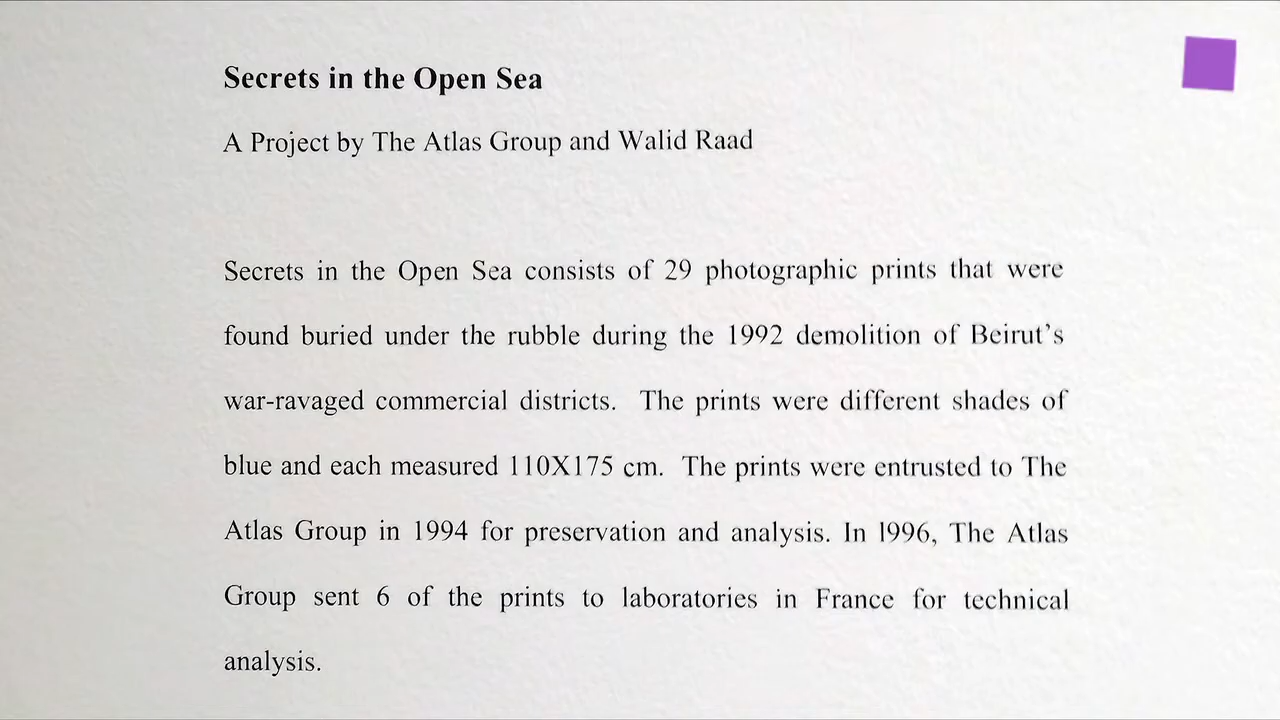 Secrets in the Open Sea
A Project by The Atlas Group and Walid Raad
Secrets in the Open Sea consists of 29 photographic prints that were
found buried under the rubble during the 1992 demolition of Beirut’s
war-ravaged commercial districts. The prints were different shades of
blue and each measured 110X175 cm. The prints were entrusted to The
Atlas Group in 1994 for preservation and analysis. In 1996, The Atlas
Group sent 6 of the prints to laboratories in France for technical
analysis.